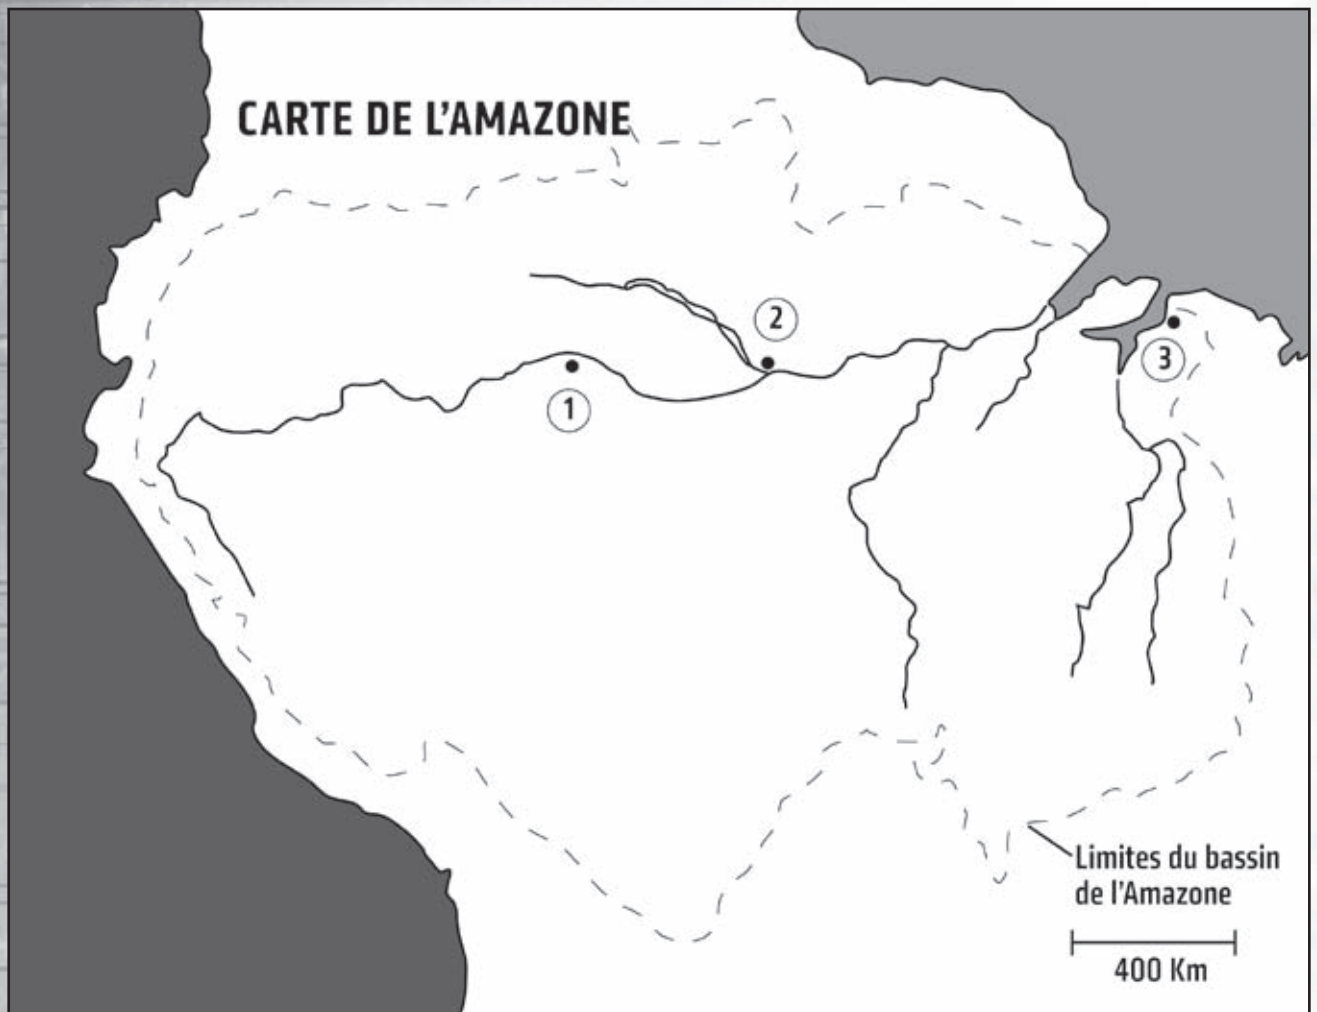 CARTE DE L'AMAZONE
2
3
1
Limites du bassin
de l'Amazone
400 Km